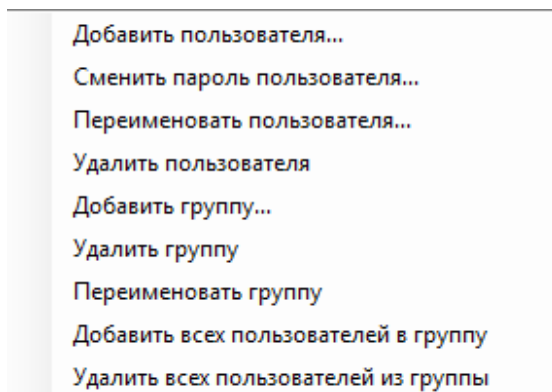 Добавить пользователя...
Сменить пароль пользователя...
Переименовать пользователя...
Удалить пользователя
Добавить группу...
Удалить группу
Переименовать группу
Добавить всех пользователей в группу
Удалить всех пользователей из группы